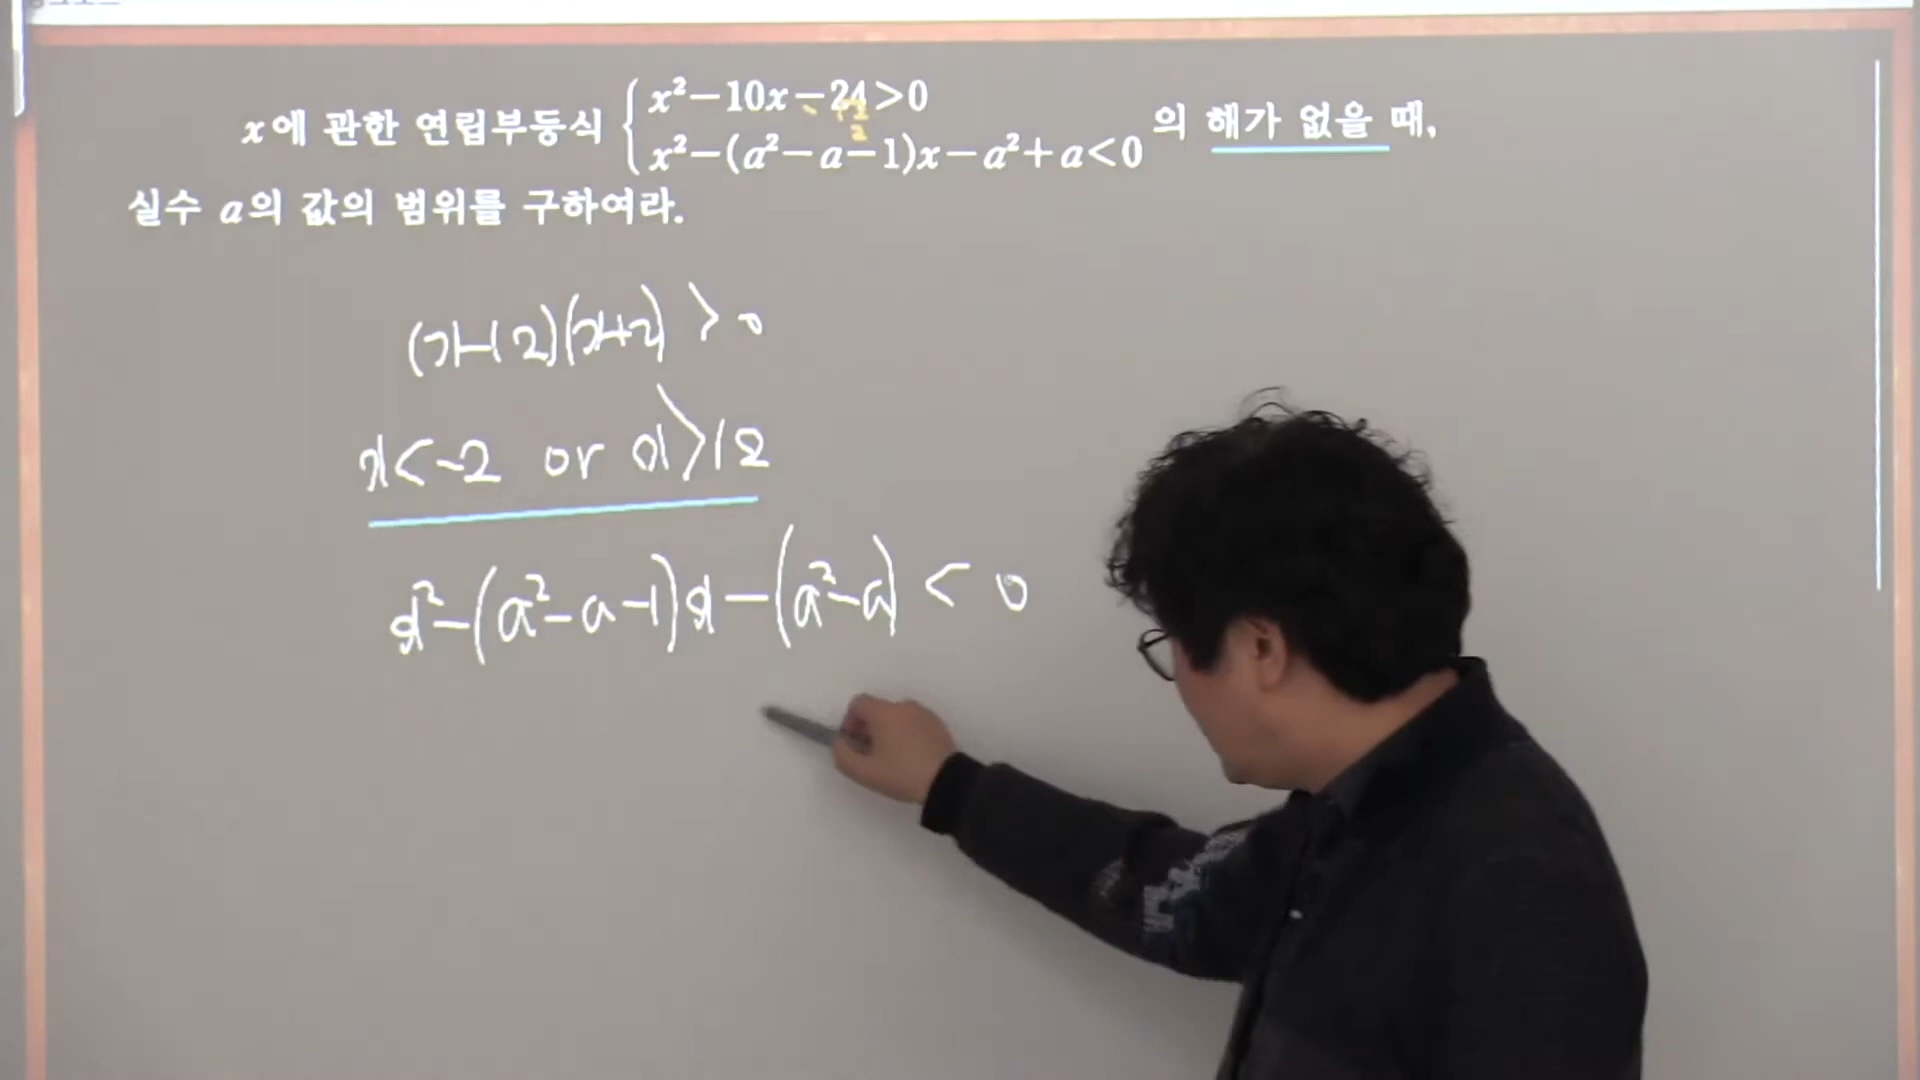 x에 관한 연립부등식 { x²−10x−24>0
x²−(a²−a−1)x−a²+a<0 의 해가 없을 때,
실수 a의 값의 범위를 구하여라.
(x-12)(x+2) > 0
x<-2 or x>12
x²-(a²-a-1)x-(a²-a) < 0